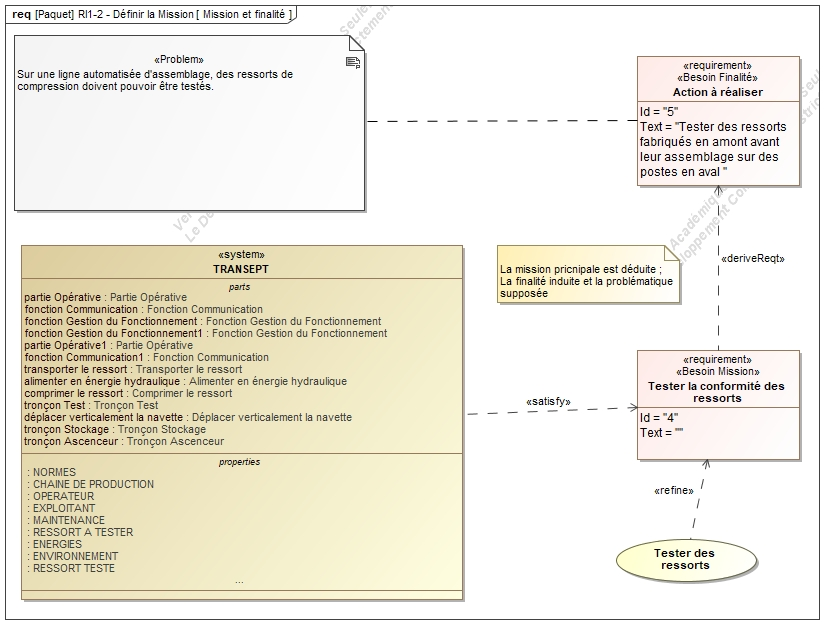 req [Paquet] RI1-2 - Définir la Mission [ Mission et finalité ]
«Problem»
Sur une ligne automatisée d'assemblage, des ressorts de
compression doivent pouvoir être testés.
«requirement»
«Besoin Finalité»
Action à réaliser
Id = "5"
Text = "Tester des ressorts
fabriqués en amont avant
leur assemblage sur des
postes en aval "
«system»
TRANSEPT
parts
partie Opérative : Partie Opérative
fonction Communication : Fonction Communication
fonction Gestion du Fonctionnement : Fonction Gestion du Fonctionnement
fonction Gestion du Fonctionnement1 : Fonction Gestion du Fonctionnement
partie Opérative1 : Partie Opérative
fonction Communication1 : Fonction Communication
transporter le ressort : Transporter le ressort
alimenter en énergie hydraulique : Alimenter en énergie hydraulique
comprimer le ressort : Comprimer le ressort
tronçon Test : Tronçon Test
déplacer verticalement la navette : Déplacer verticalement la navette
tronçon Stockage : Tronçon Stockage
tronçon Ascenceur : Tronçon Ascenceur
properties
: NORMES
: CHAINE DE PRODUCTION
: OPERATEUR
: EXPLOITANT
: MAINTENANCE
: RESSORT A TESTER
: ENERGIES
: ENVIRONNEMENT
: RESSORT TESTE
...
La mission pricnipale est déduite ;
La finalité induite et la problématique
supposée
«deriveReqt»
«requirement»
«Besoin Mission»
Tester la conformité des
ressorts
Id = "4"
Text = ""
«satisfy»
«refine»
Tester des
ressorts